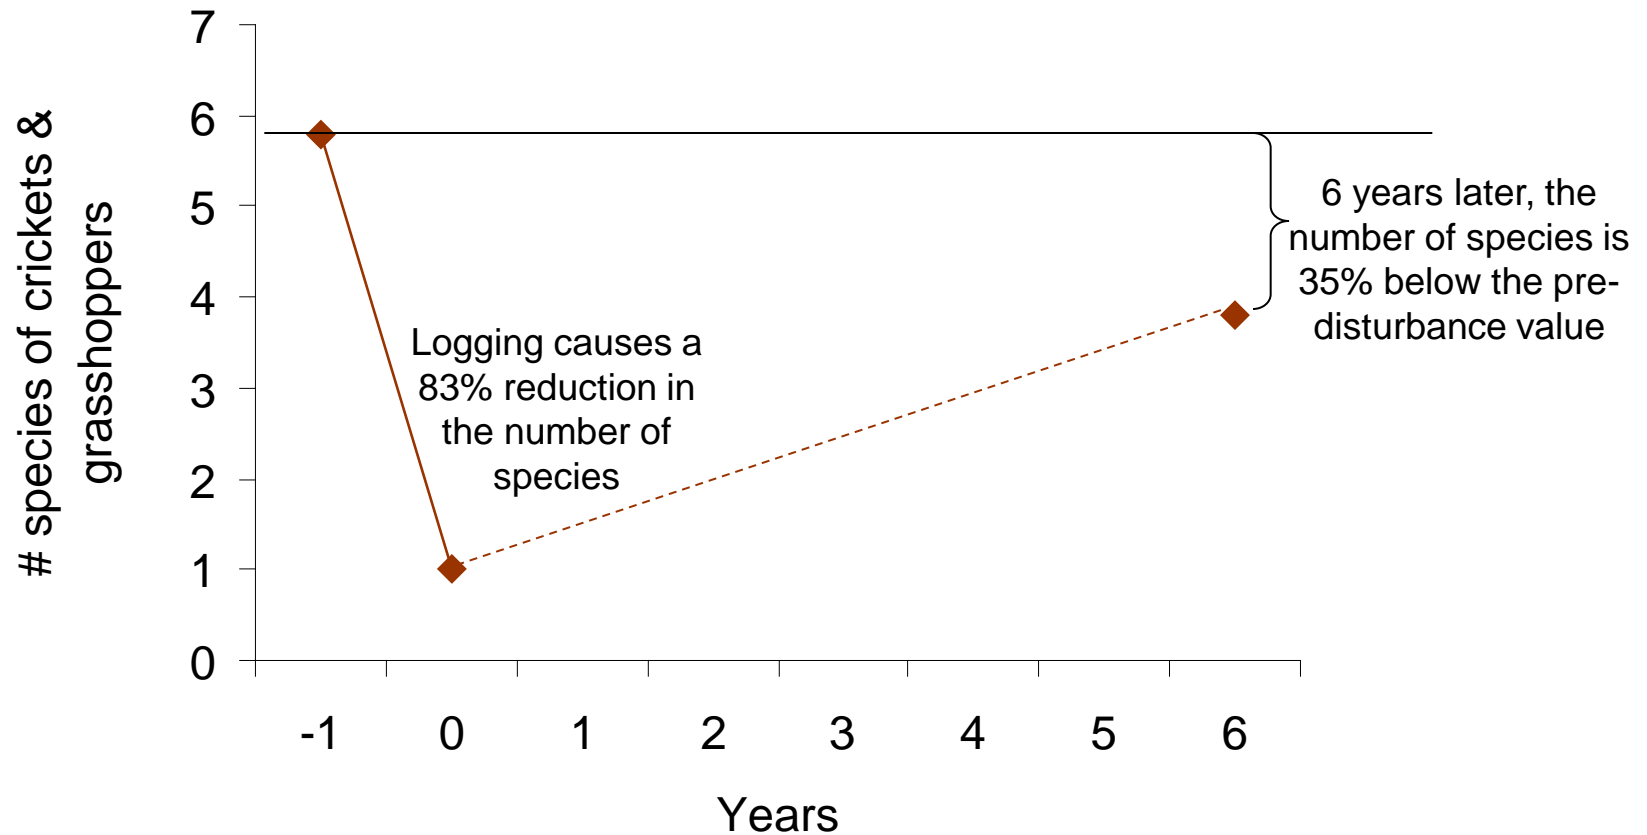 # species of crickets &
grasshoppers
7
6
5
4
3
2
1
0
Logging causes a
83% reduction in
the number of
species
6 years later, the
number of species is
35% below the pre-
disturbance value
-1 0 1 2 3 4 5 6
Years